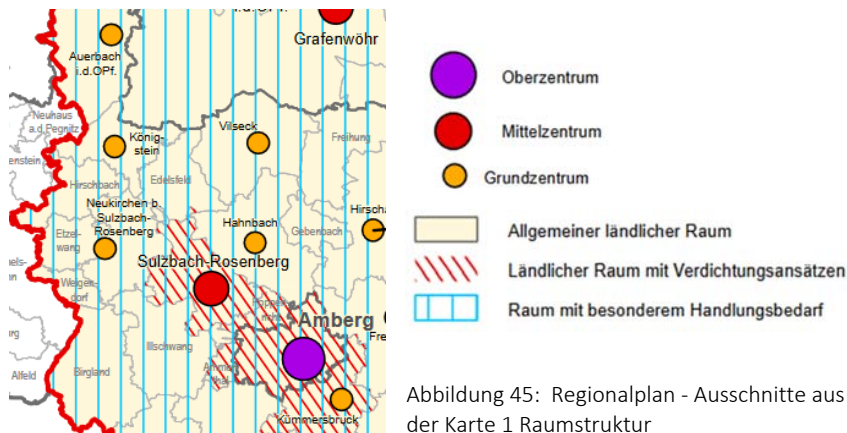 i.d.OPf.
Grafenwöhr
Auerbach
i.d.OPf.
Neuhaus
a.d.Pegnitz
König-
stein
Vilseck
Freihung
Hirschbach
Edelsfeld
Neukirchen b.
Sulzbach-
Rosenberg
Hahnbach
Gebenbach
Etzel-
wang
Sulzbach-Rosenberg
Weigen-
dorf
Amberg
Illschwang
Alfeld
Birgland
Kümmersbruck
Oberzentrum
Mittelzentrum
Grundzentrum
Allgemeiner ländlicher Raum
Ländlicher Raum mit Verdichtungsansätzen
Raum mit besonderem Handlungsbedarf
Abbildung 45: Regionalplan - Ausschnitte aus
der Karte 1 Raumstruktur